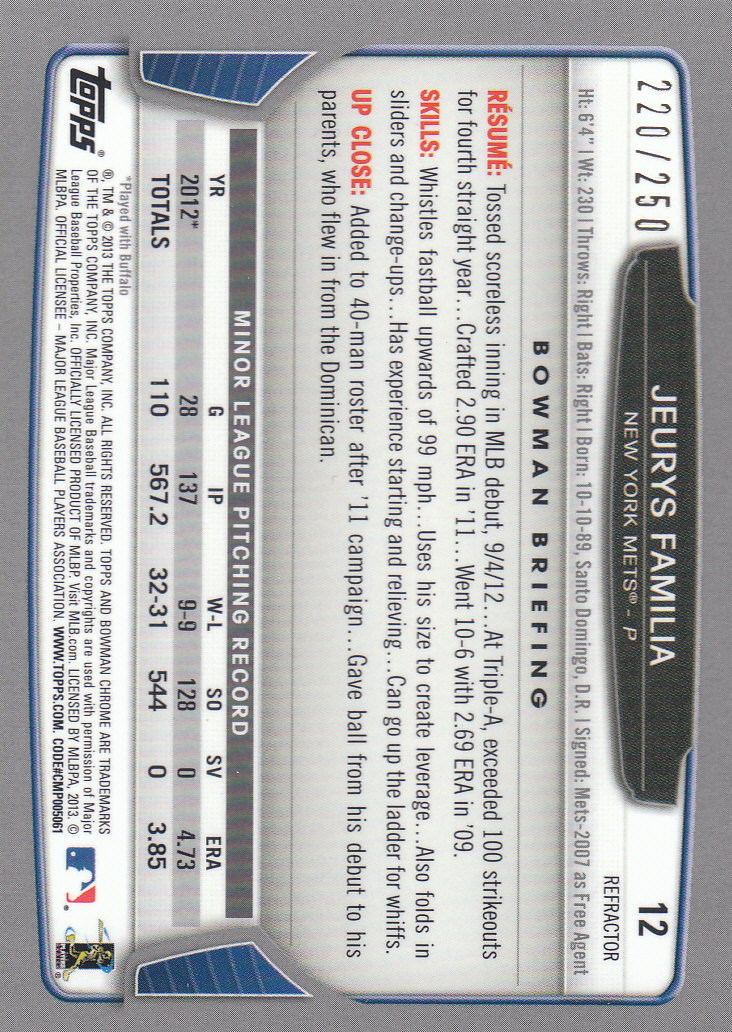 220/250
JEURYS FAMILIA
NEW YORK METS® - P
12
REFRACTOR
Ht: 6'4" | Wt: 230 | Throws: Right | Bats: Right | Born: 10-10-89, Santo Domingo, D.R. | Signed: Mets-2007 as Free Agent
BOWMAN BRIEFING
RÉSUMÉ: Tossed scoreless inning in MLB debut, 9/4/12...At Triple-A, exceeded 100 strikeouts
for fourth straight year...Crafted 2.90 ERA in '11...Went 10-6 with 2.69 ERA in '09.
SKILLS: Whistles fastball upwards of 99 mph...Uses his size to create leverage...Also folds in
sliders and change-ups...Has experience starting and relieving...Can go up the ladder for whiffs.
UP CLOSE: Added to 40-man roster after '11 campaign...Gave ball from his debut to his
parents, who flew in from the Dominican.
MINOR LEAGUE PITCHING RECORD
YR G IP W-L SO SV ERA
2012* 28 137 9-9 128 0 4.73
TOTALS 110 567.2 32-31 544 0 3.85
*Played with Buffalo
topps®
®, TM & © 2013 THE TOPPS COMPANY, INC. ALL RIGHTS RESERVED. TOPPS AND BOWMAN CHROME ARE TRADEMARKS
OF THE TOPPS COMPANY, INC. Major League Baseball trademarks and copyrights are used with permission of Major
League Baseball Properties, Inc. OFFICIALLY LICENSED PRODUCT OF MLBP. Visit MLB.com. LICENSED BY MLBPA, 2013. ©
MLBPA. OFFICIAL LICENSEE – MAJOR LEAGUE BASEBALL PLAYERS ASSOCIATION. WWW.TOPPS.COM. CODE#CMP005061